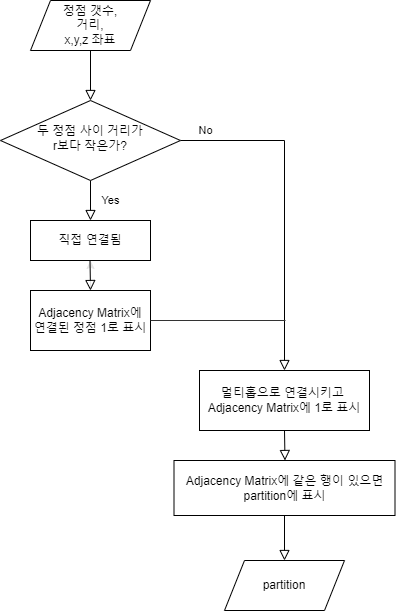 정점 갯수,
거리,
x,y,z 좌표
두 정점 사이 거리가
r보다 작은가?
No
Yes
직접 연결됨
Adjacency Matrix에
연결된 정점 1로 표시
멀티홉으로 연결시키고
Adjacency Matrix에 1로 표시
Adjacency Matrix에 같은 행이 있으면
partition에 표시
partition